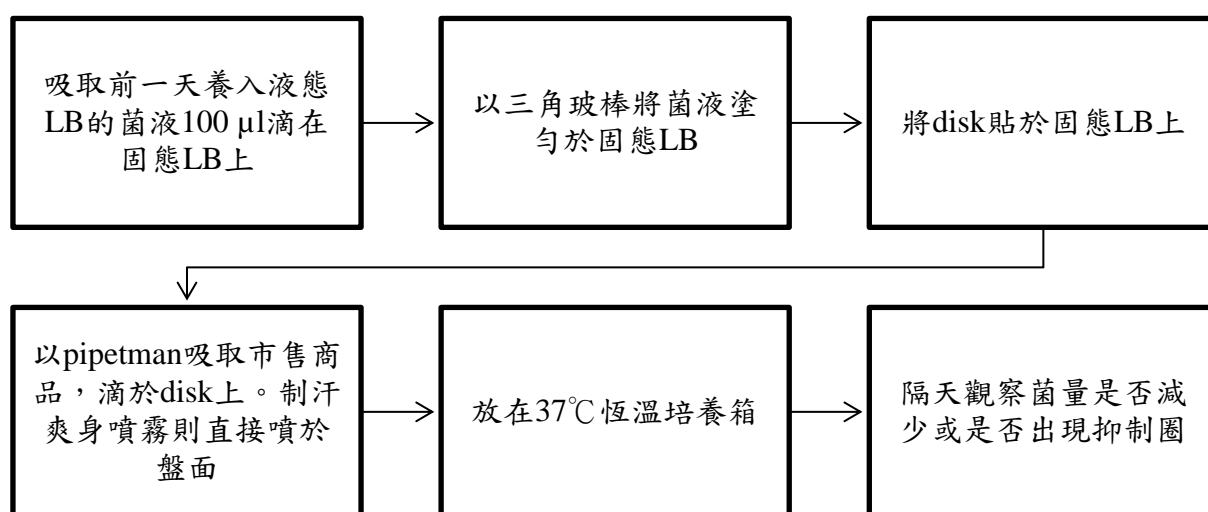 吸取前一天養入液態
LB的菌液100 µl滴在
固態LB上
以三角玻棒將菌液塗
勻於固態LB
將disk貼於固態LB上
以pipetman吸取市售商
品，滴於disk上。制汗
爽身噴霧則直接噴於
盤面
放在37℃恆溫培養箱
隔天觀察菌量是否減
少或是否出現抑制圈